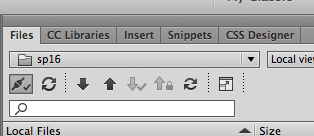 Files CC Libraries Insert Snippets CSS Designer
sp16 Local view
Local Files Size